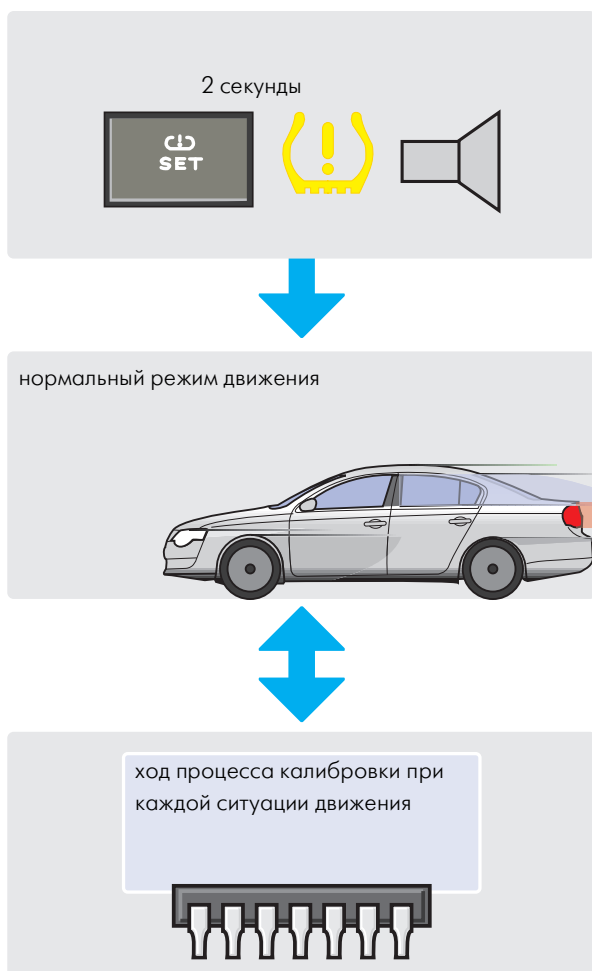 2 секунды
SET
нормальный режим движения
ход процесса калибровки при
каждой ситуации движения